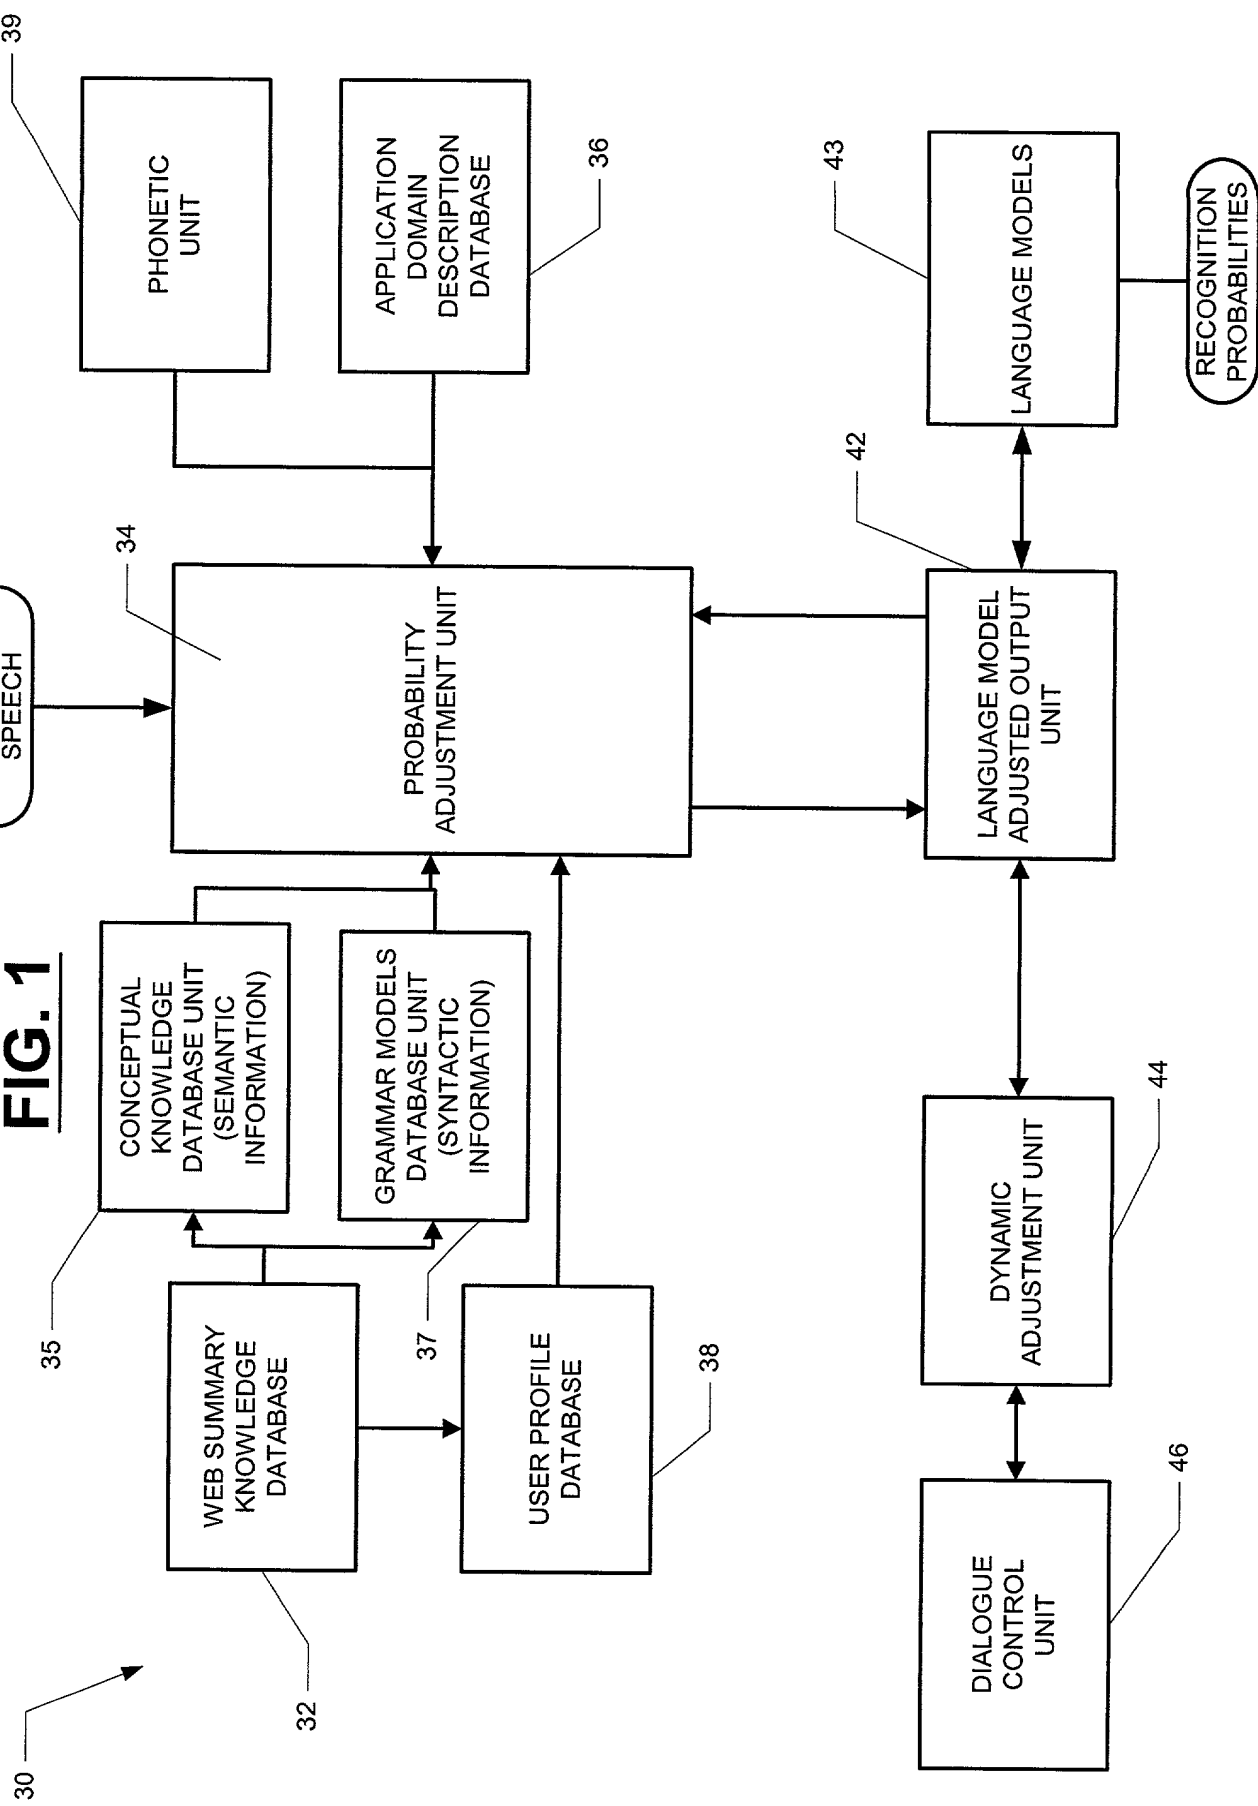 FIG. 1
30
SPEECH
39
34
35
CONCEPTUAL
KNOWLEDGE
DATABASE UNIT
(SEMANTIC
INFORMATION)
PHONETIC
UNIT
WEB SUMMARY
KNOWLEDGE
DATABASE
32
37
GRAMMAR MODELS
DATABASE UNIT
(SYNTACTIC
INFORMATION)
PROBABILITY
ADJUSTMENT UNIT
APPLICATION
DOMAIN
DESCRIPTION
DATABASE
36
USER PROFILE
DATABASE
38
42
43
DIALOGUE
CONTROL
UNIT
46
DYNAMIC
ADJUSTMENT UNIT
44
LANGUAGE MODEL
ADJUSTED OUTPUT
UNIT
LANGUAGE MODELS
RECOGNITION
PROBABILITIES